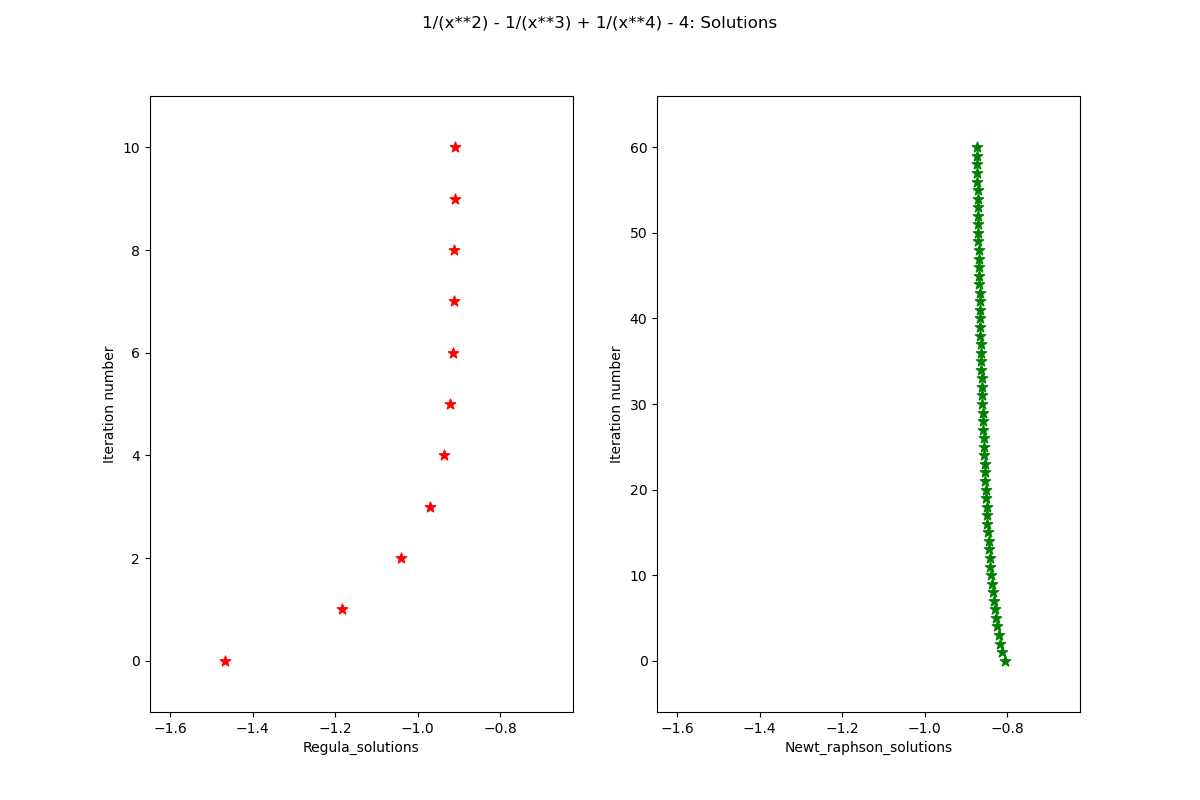 1/(x**2) - 1/(x**3) + 1/(x**4) - 4: Solutions
10
8
6
4
2
0
Iteration number
−1.6 −1.4 −1.2 −1.0 −0.8
Regula_solutions
60
50
40
30
20
10
0
Iteration number
−1.6 −1.4 −1.2 −1.0 −0.8
Newt_raphson_solutions